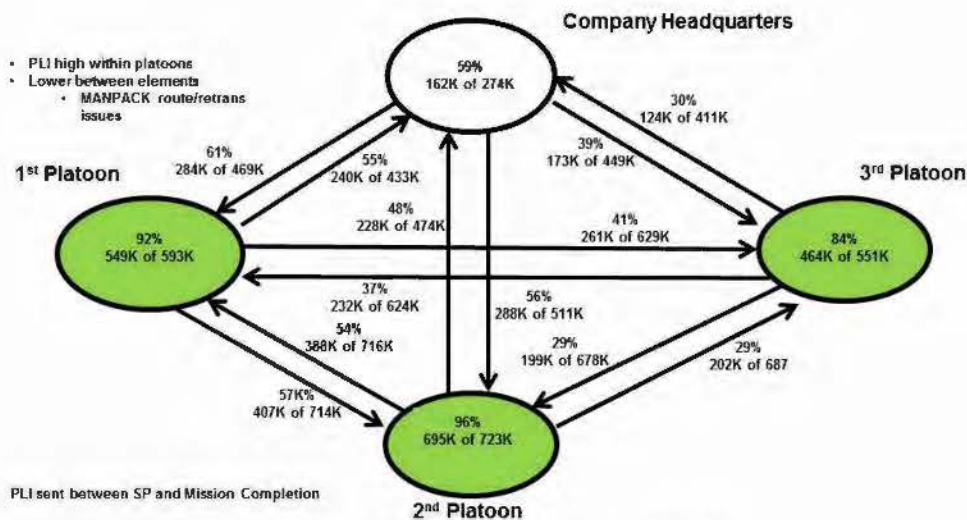 Company Headquarters
• PLI high within platoons
• Lower between elements
• MANPACK route/retrans
issues
59%
162K of 274K
30%
124K of 411K
61%
284K of 469K
55%
240K of 433K
39%
173K of 449K
1st Platoon
3rd Platoon
48%
228K of 474K
41%
261K of 629K
92%
549K of 593K
84%
464K of 551K
37%
232K of 624K
56%
288K of 511K
54%
388K of 716K
29%
199K of 678K
29%
202K of 687
57K%
407K of 714K
96%
695K of 723K
PLI sent between SP and Mission Completion
2nd Platoon